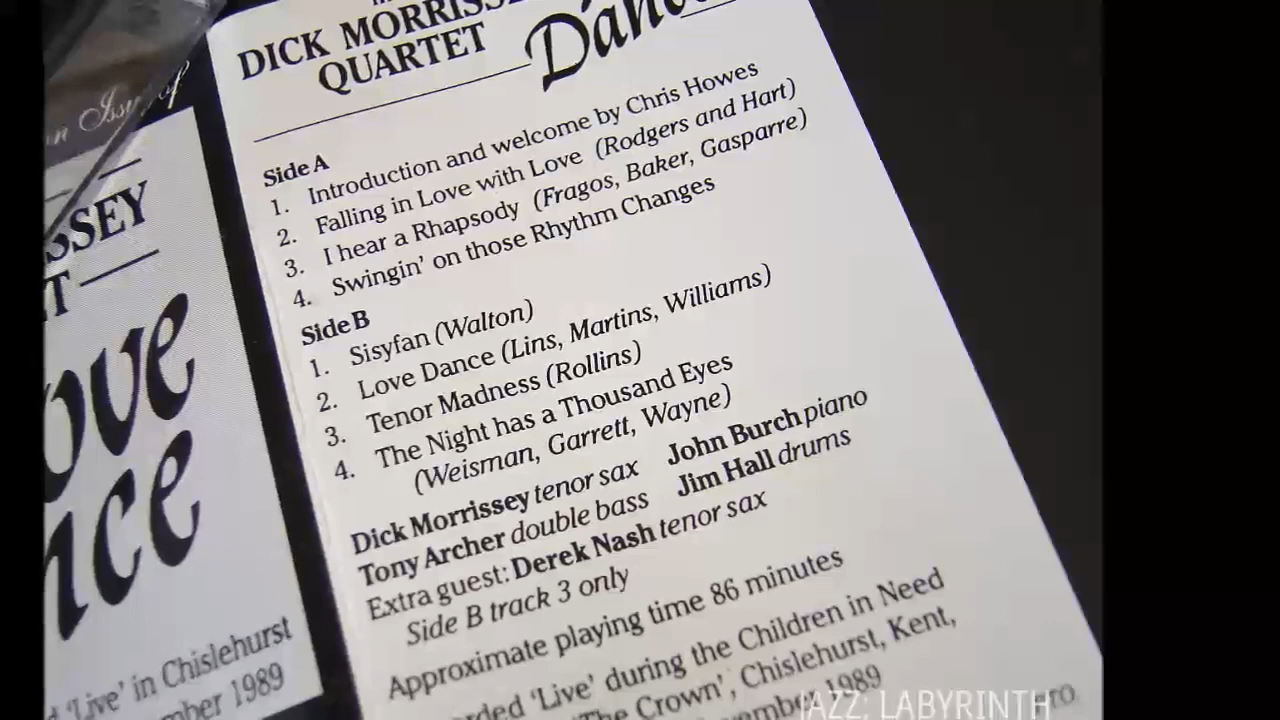 DICK MORRISSEY
QUARTET
Dance
Side A
1. Introduction and welcome by Chris Howes
2. Falling in Love with Love (Rodgers and Hart)
3. I hear a Rhapsody (Fragos, Baker, Gasparre)
4. Swingin' on those Rhythm Changes
Side B
1. Sisyfan (Walton)
2. Love Dance (Lins, Martins, Williams)
3. Tenor Madness (Rollins)
4. The Night has a Thousand Eyes
(Weisman, Garrett, Wayne)
Dick Morrissey tenor sax John Burch piano
Tony Archer double bass Jim Hall drums
Extra guest: Derek Nash tenor sax
Side B track 3 only
Approximate playing time 86 minutes
'Live' during the Children in Need
'The Crown', Chislehurst, Kent,
1989
SSEY
T
ove
nce
'Live' in Chislehurst
mber 1989
JAZZ; LABYRINTH